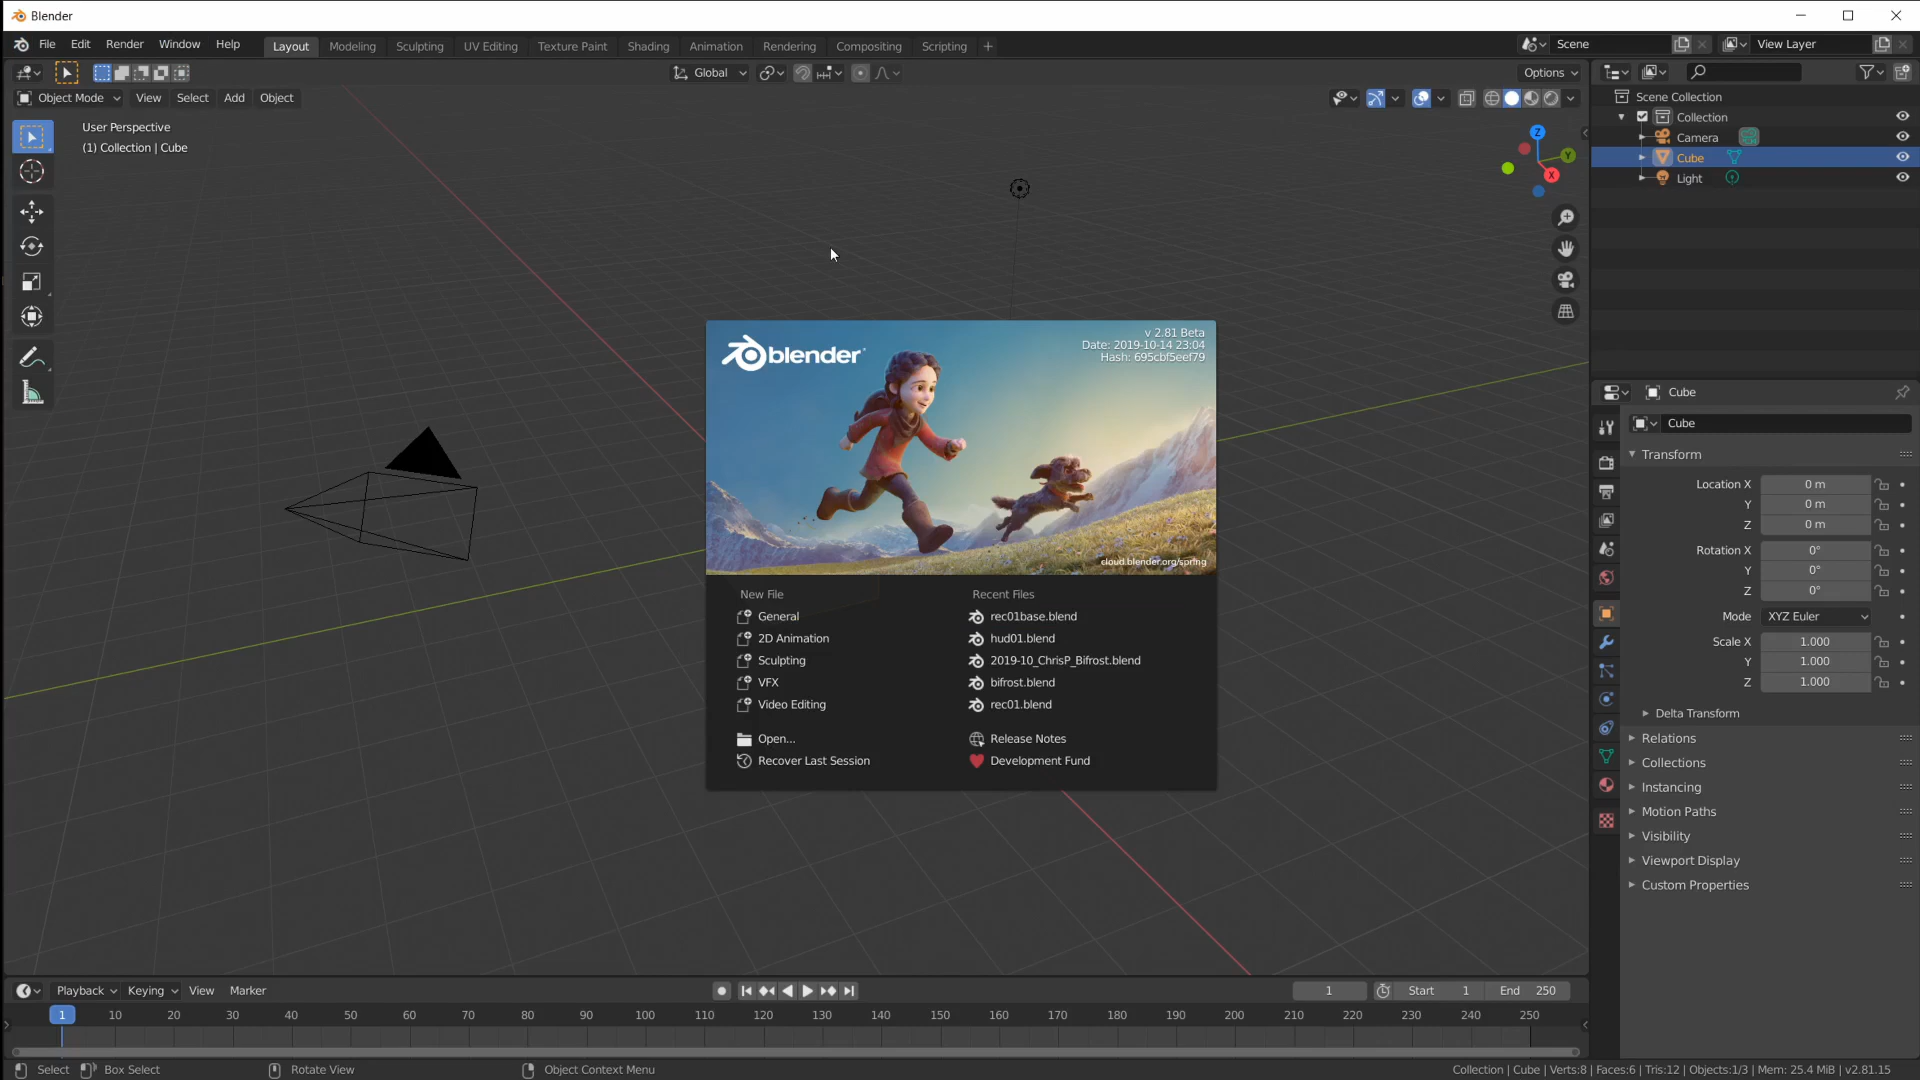 Blender
File Edit Render Window Help Layout Modeling Sculpting UV Editing Texture Paint Shading Animation Rendering Compositing Scripting + Scene View Layer
Global Options
Object Mode View Select Add Object
User Perspective
(1) Collection | Cube
Z
Y
X
Scene Collection
Collection
Camera
Cube
Light
blender
v 2.81 Beta
Date: 2019-10-14 23:04
Hash: 695cbf5eef79
cloud.blender.org/spring
New File
General
2D Animation
Sculpting
VFX
Video Editing
Open...
Recover Last Session
Recent Files
rec01base.blend
hud01.blend
2019-10_ChrisP_Bifrost.blend
bifrost.blend
rec01.blend
Release Notes
Development Fund
Cube
Cube
Transform
Location X 0 m
Y 0 m
Z 0 m
Rotation X 0°
Y 0°
Z 0°
Mode XYZ Euler
Scale X 1.000
Y 1.000
Z 1.000
Delta Transform
Relations
Collections
Instancing
Motion Paths
Visibility
Viewport Display
Custom Properties
Playback Keying View Marker 1 Start 1 End 250
1 10 20 30 40 50 60 70 80 90 100 110 120 130 140 150 160 170 180 190 200 210 220 230 240 250
Select Box Select Rotate View Object Context Menu Collection | Cube | Verts:8 | Faces:6 | Tris:12 | Objects:1/3 | Mem: 25.4 MiB | v2.81.15